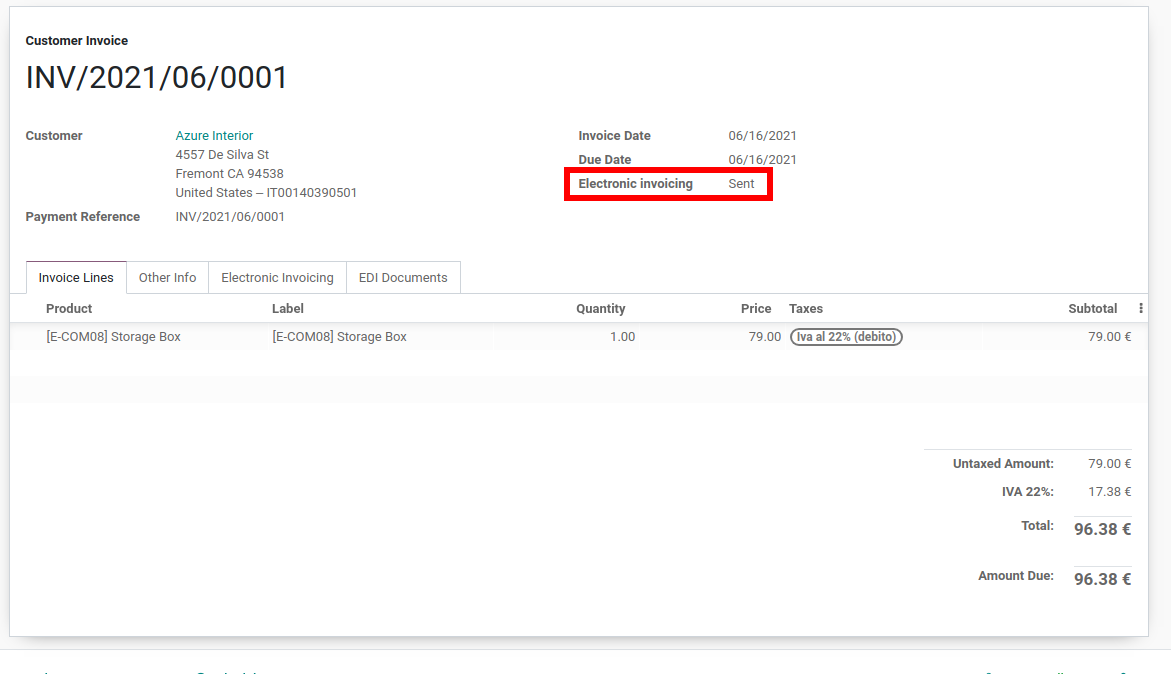 Customer Invoice
INV/2021/06/0001
Customer Azure Interior
4557 De Silva St
Fremont CA 94538
United States – IT00140390501
Payment Reference INV/2021/06/0001
Invoice Date 06/16/2021
Due Date 06/16/2021
Electronic invoicing Sent
Invoice Lines Other Info Electronic Invoicing EDI Documents
Product Label Quantity Price Taxes Subtotal
[E-COM08] Storage Box [E-COM08] Storage Box 1.00 79.00 Iva al 22% (debito) 79.00 €
Untaxed Amount: 79.00 €
IVA 22%: 17.38 €
Total: 96.38 €
Amount Due: 96.38 €